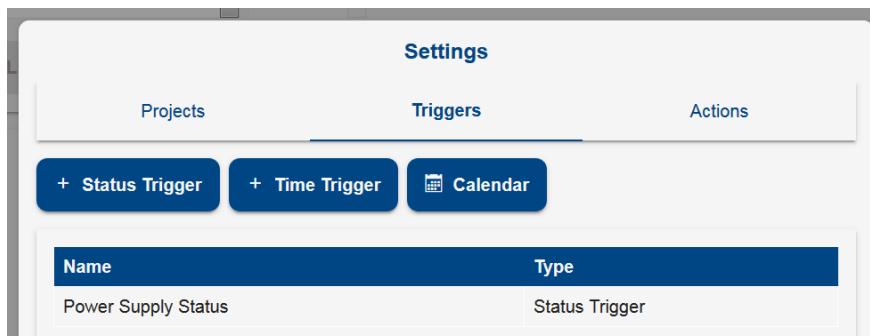 Settings
Projects Triggers Actions
+ Status Trigger + Time Trigger Calendar
Name Type
Power Supply Status Status Trigger